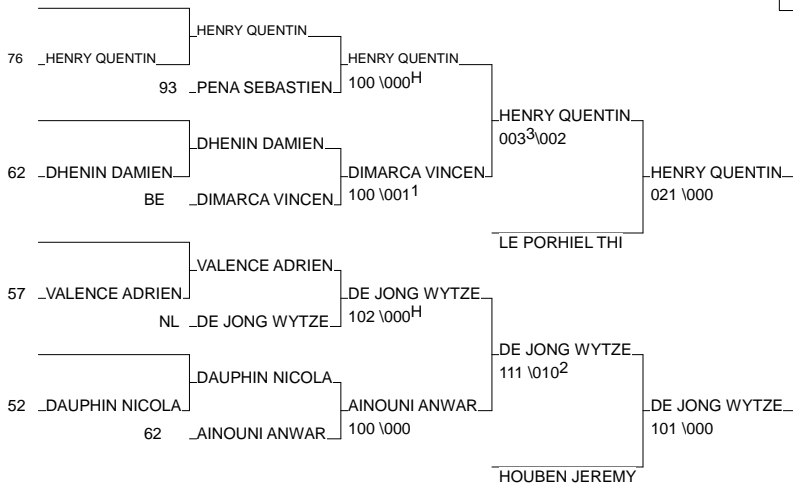 HENRY QUENTIN
76 HENRY QUENTIN HENRY QUENTIN
93 PENA SEBASTIEN 100 \000H
HENRY QUENTIN
0033\002
DHENIN DAMIEN
62 DHENIN DAMIEN DIMARCA VINCEN HENRY QUENTIN
BE DIMARCA VINCEN 100 \0011 021 \000
LE PORHIEL THI
VALENCE ADRIEN
57 VALENCE ADRIEN DE JONG WYTZE
NL DE JONG WYTZE 102 \000H
DE JONG WYTZE
111 \0102
DAUPHIN NICOLA
52 DAUPHIN NICOLA AINOUNI ANWAR DE JONG WYTZE
62 AINOUNI ANWAR 100 \000 101 \000
HOUBEN JEREMY